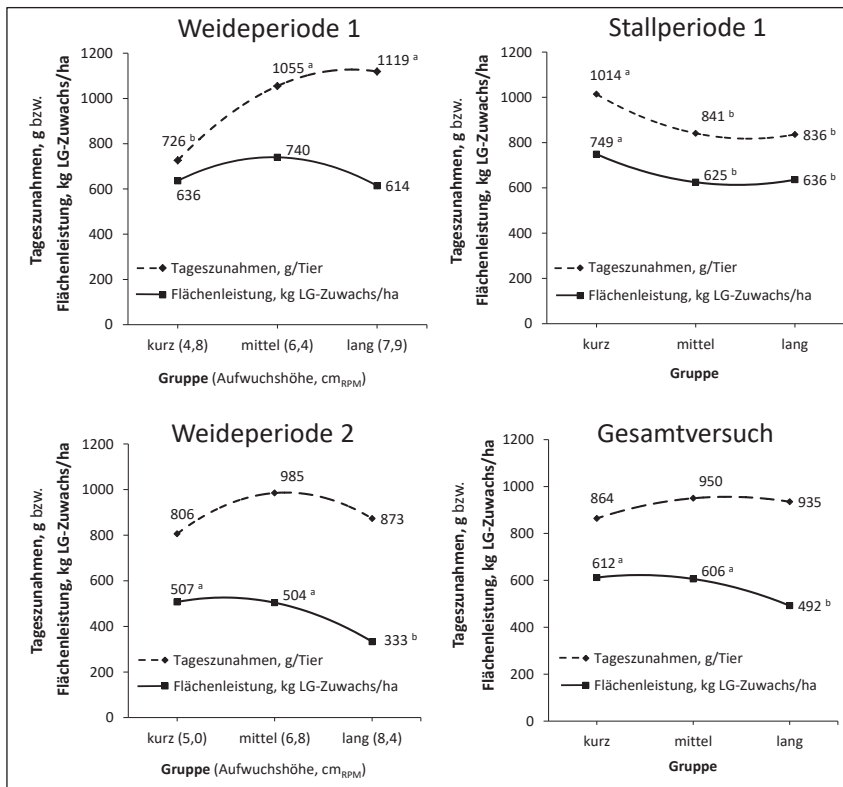 Weideperiode 1
Tageszunahmen, g bzw.
Flächenleistung, kg LG-Zuwachs/ha
1200
1000
800
600
400
200
0
726 b
1055 a
1119 a
636
740
614
Tageszunahmen, g/Tier
Flächenleistung, kg LG-Zuwachs/ha
kurz (4,8)
mittel (6,4)
lang (7,9)
Gruppe (Aufwuchshöhe, cmRPM)
Stallperiode 1
Tageszunahmen, g bzw.
Flächenleistung, kg LG-Zuwachs/ha
1200
1000
800
600
400
200
0
1014 a
841 b
836 b
749 a
625 b
636 b
Tageszunahmen, g/Tier
Flächenleistung, kg LG-Zuwachs/ha
kurz
mittel
lang
Gruppe
Weideperiode 2
Tageszunahmen, g bzw.
Flächenleistung, kg LG-Zuwachs/ha
1200
1000
800
600
400
200
0
806
985
873
507 a
504 a
333 b
Tageszunahmen, g/Tier
Flächenleistung, kg LG-Zuwachs/ha
kurz (5,0)
mittel (6,8)
lang (8,4)
Gruppe (Aufwuchshöhe, cmRPM)
Gesamtversuch
Tageszunahmen, g bzw.
Flächenleistung, kg LG-Zuwachs/ha
1200
1000
800
600
400
200
0
864
950
935
612 a
606 a
492 b
Tageszunahmen, g/Tier
Flächenleistung, kg LG-Zuwachs/ha
kurz
mittel
lang
Gruppe